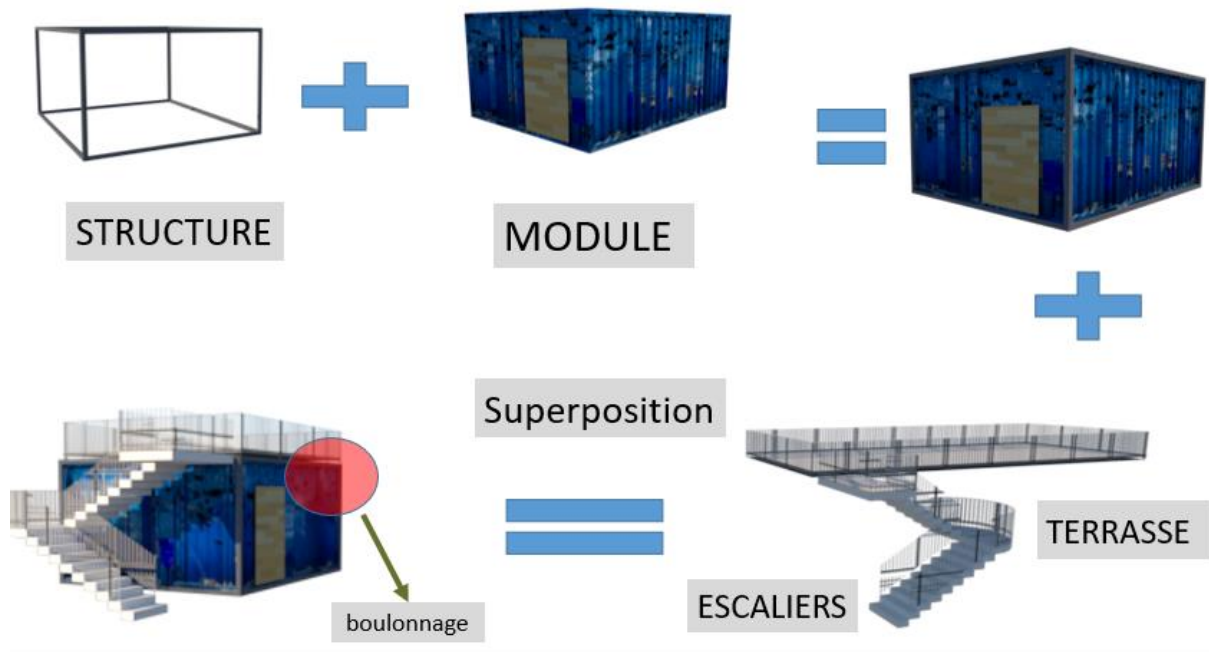 STRUCTURE
MODULE
Superposition
TERRASSE
ESCALIERS
boulonnage